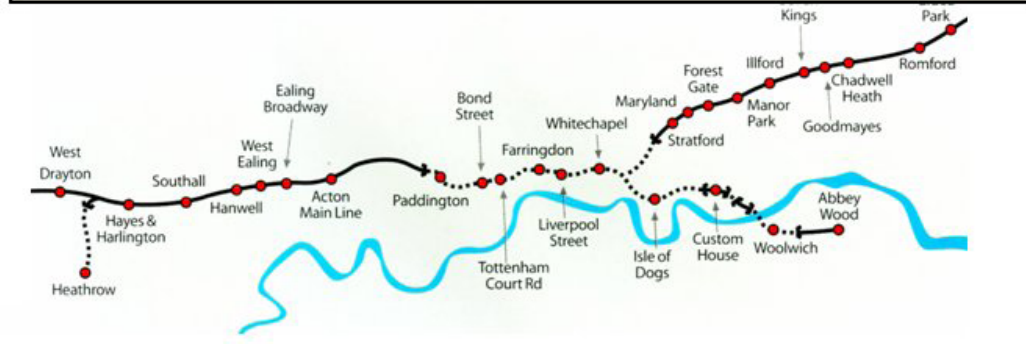 West
Drayton
Hayes &
Harlington
Heathrow
Southall
Hanwell
West
Ealing
Ealing
Broadway
Acton
Main Line
Paddington
Bond
Street
Tottenham
Court Rd
Farringdon
Liverpool
Street
Whitechapel
Isle of
Dogs
Custom
House
Woolwich
Abbey
Wood
Stratford
Maryland
Forest
Gate
Manor
Park
Illford
Kings
Goodmayes
Chadwell
Heath
Romford
Park